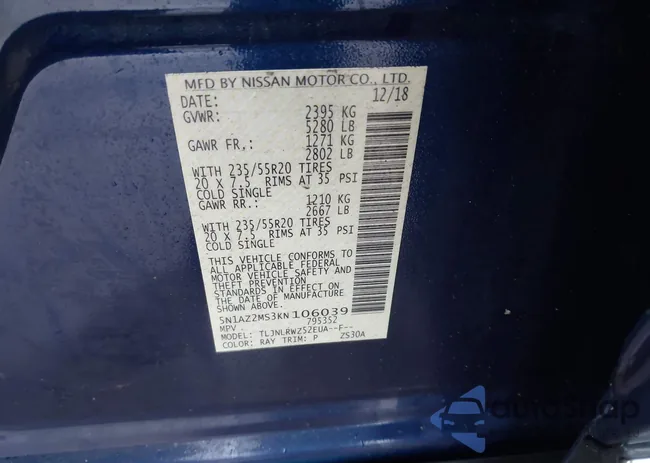 MFD BY NISSAN MOTOR CO., LTD.
DATE: 12/18
GVWR: 2395 KG
5280 LB
GAWR FR.: 1271 KG
2802 LB
WITH 235/55R20 TIRES
20 X 7.5 RIMS AT 35 PSI
COLD SINGLE
GAWR RR.: 1210 KG
2667 LB
WITH 235/55R20 TIRES
20 X 7.5 RIMS AT 35 PSI
COLD SINGLE
THIS VEHICLE CONFORMS TO
ALL APPLICABLE FEDERAL
MOTOR VEHICLE SAFETY AND
THEFT PREVENTION
STANDARDS IN EFFECT ON
THE DATE OF MANUFACTURE.
5N1AZ2MS3KN106039
MPV 795352
MODEL: TLJNLRWZ52EUA--F--
COLOR: RAY TRIM: P ZS30A
autoshop